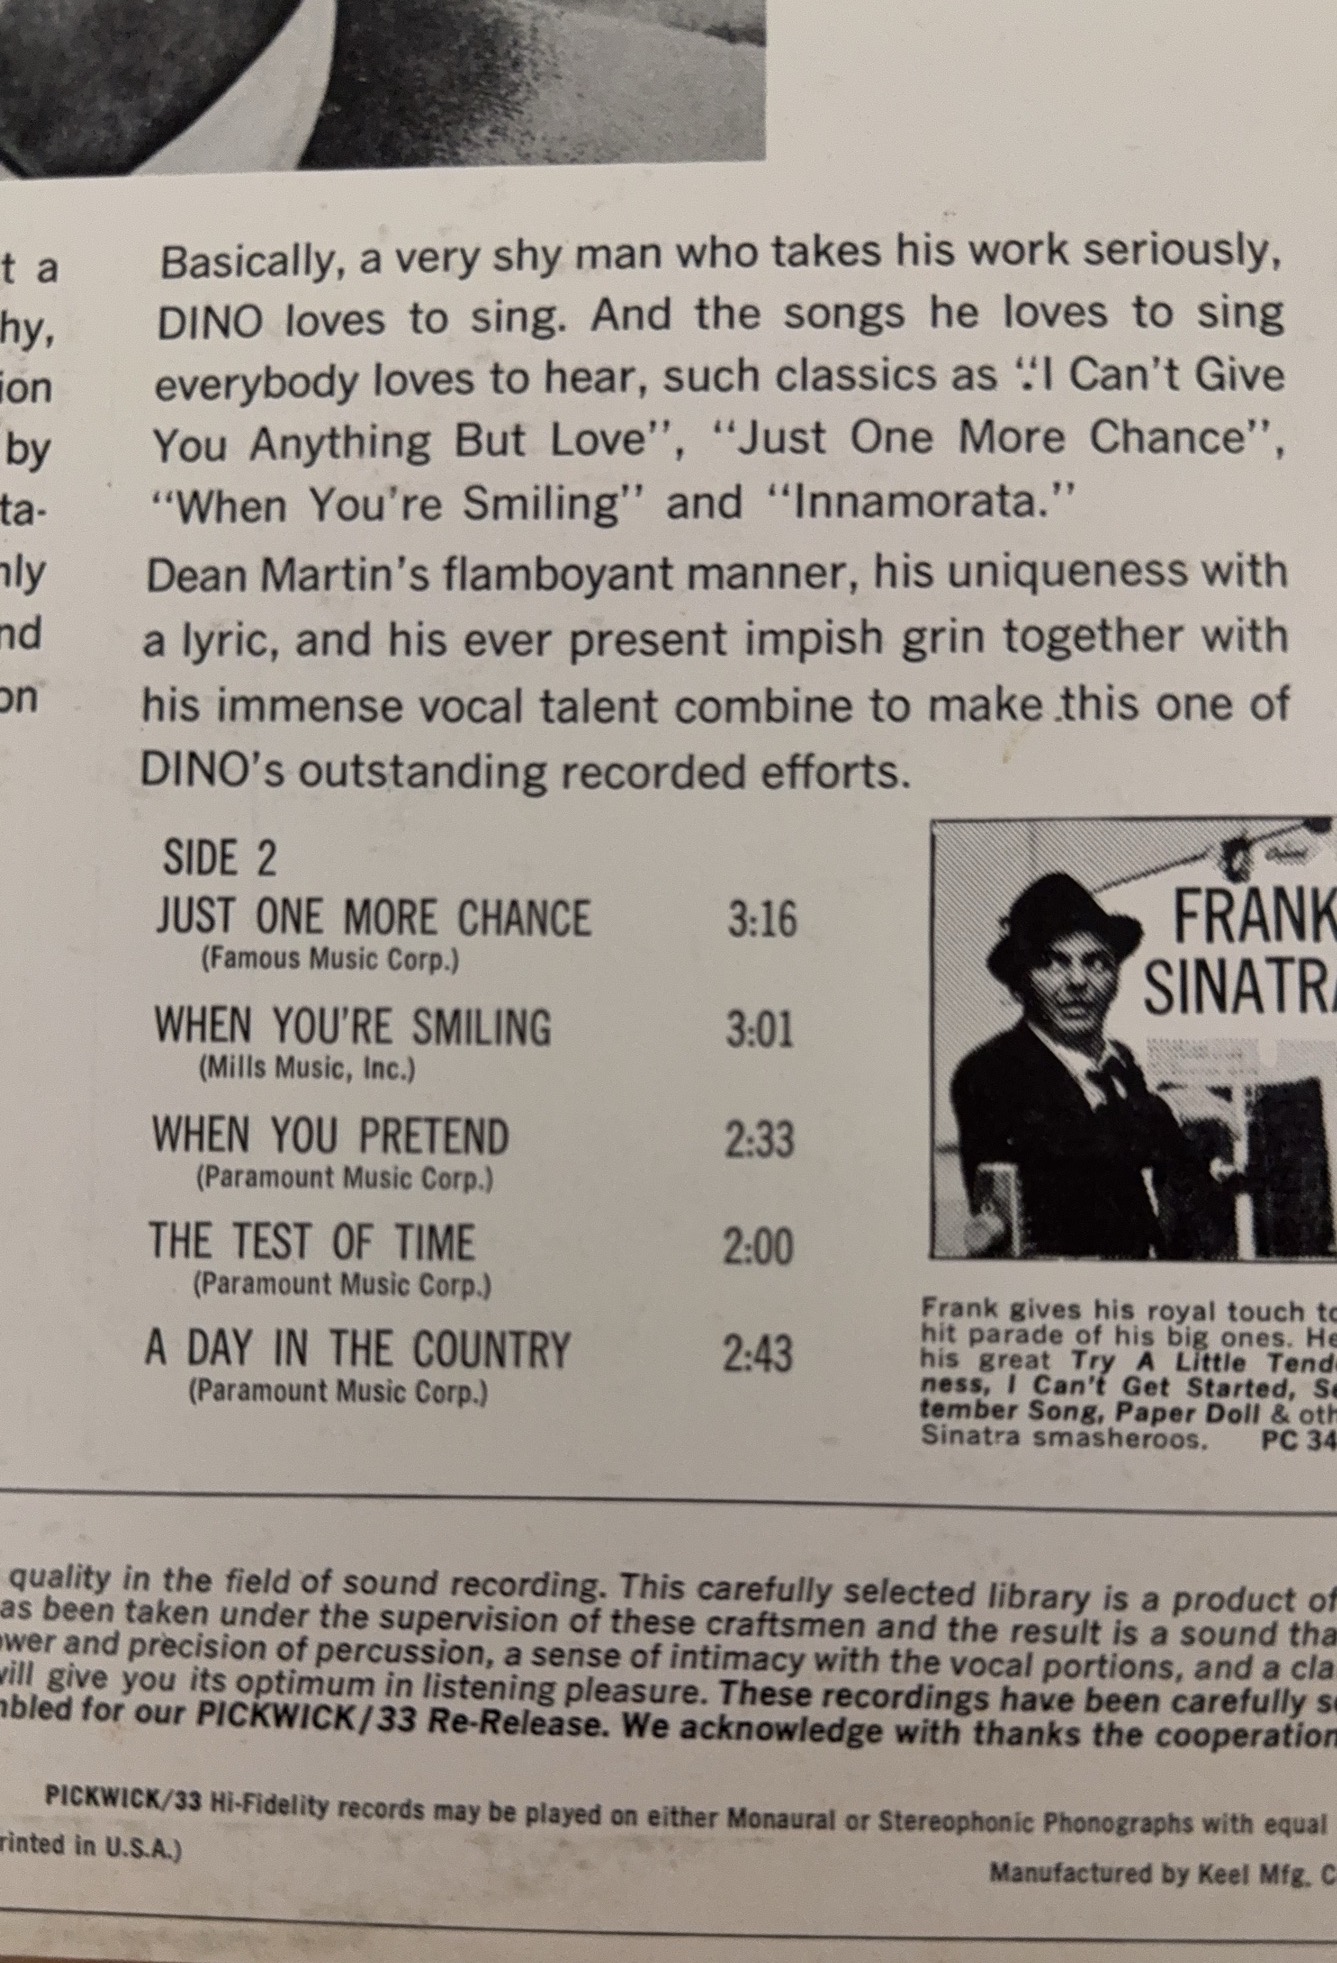 t a
hy,
ion
by
ta-
nly
nd
on
Basically, a very shy man who takes his work seriously,
DINO loves to sing. And the songs he loves to sing
everybody loves to hear, such classics as "I Can't Give
You Anything But Love", "Just One More Chance",
"When You're Smiling" and "Innamorata."
Dean Martin's flamboyant manner, his uniqueness with
a lyric, and his ever present impish grin together with
his immense vocal talent combine to make this one of
DINO's outstanding recorded efforts.
SIDE 2
JUST ONE MORE CHANCE 3:16
(Famous Music Corp.)
WHEN YOU'RE SMILING 3:01
(Mills Music, Inc.)
WHEN YOU PRETEND 2:33
(Paramount Music Corp.)
THE TEST OF TIME 2:00
(Paramount Music Corp.)
A DAY IN THE COUNTRY 2:43
(Paramount Music Corp.)
FRANK
SINATRA
Frank gives his royal touch to
hit parade of his big ones. He
his great Try A Little Tende
ness, I Can't Get Started, Se
tember Song, Paper Doll & oth
Sinatra smasheroos. PC 34
quality in the field of sound recording. This carefully selected library is a product of
as been taken under the supervision of these craftsmen and the result is a sound tha
ower and precision of percussion, a sense of intimacy with the vocal portions, and a cla
will give you its optimum in listening pleasure. These recordings have been carefully se
mbled for our PICKWICK/33 Re-Release. We acknowledge with thanks the cooperation
PICKWICK/33 Hi-Fidelity records may be played on either Monaural or Stereophonic Phonographs with equal
rinted in U.S.A.)
Manufactured by Keel Mfg. C